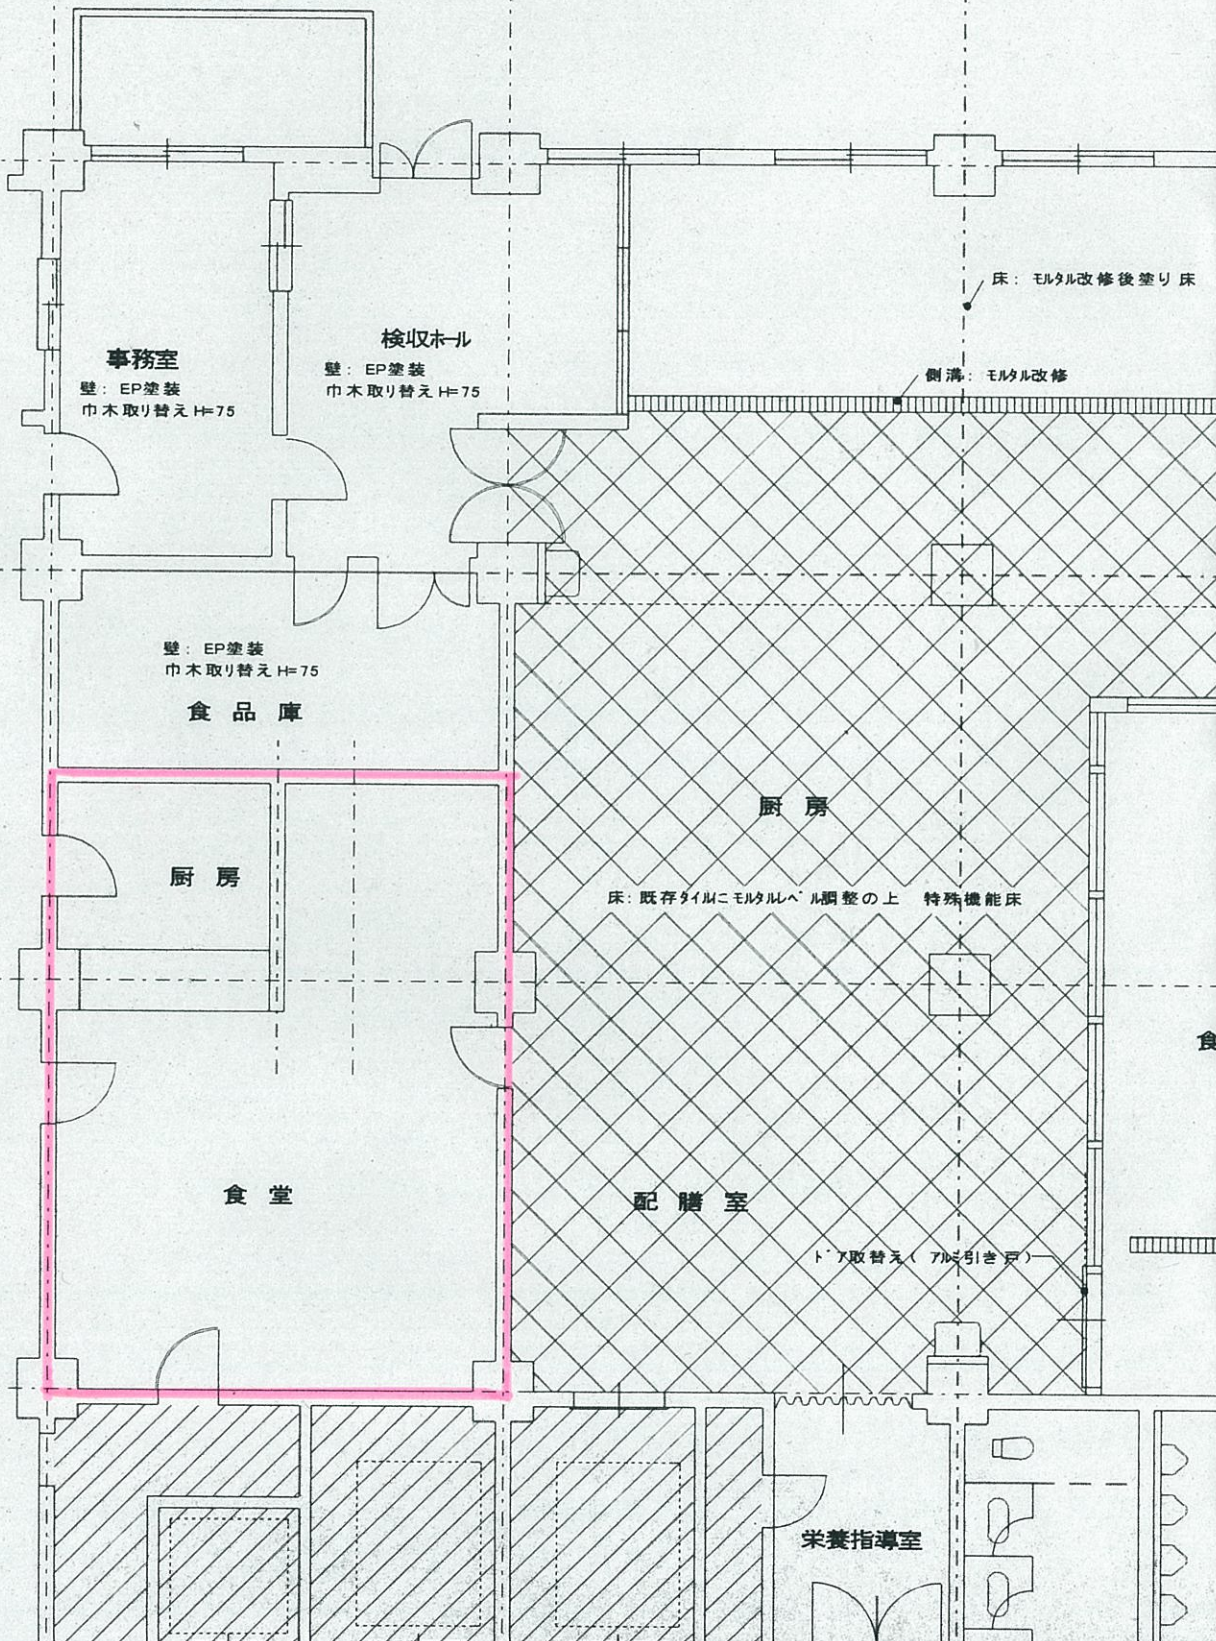 床： モルタル改修後塗り床
検収ホール
事務室
壁： EP塗装
巾木取り替え H=75
側溝： モルタル改修
壁： EP塗装
巾木取り替え H=75
壁： EP塗装
巾木取り替え H=75
食品庫
厨房
厨房
床：既存タイルにモルタルレベル調整の上 特殊機能床
食
食堂
配膳室
ドア取替え（アルミ引き戸）
栄養指導室